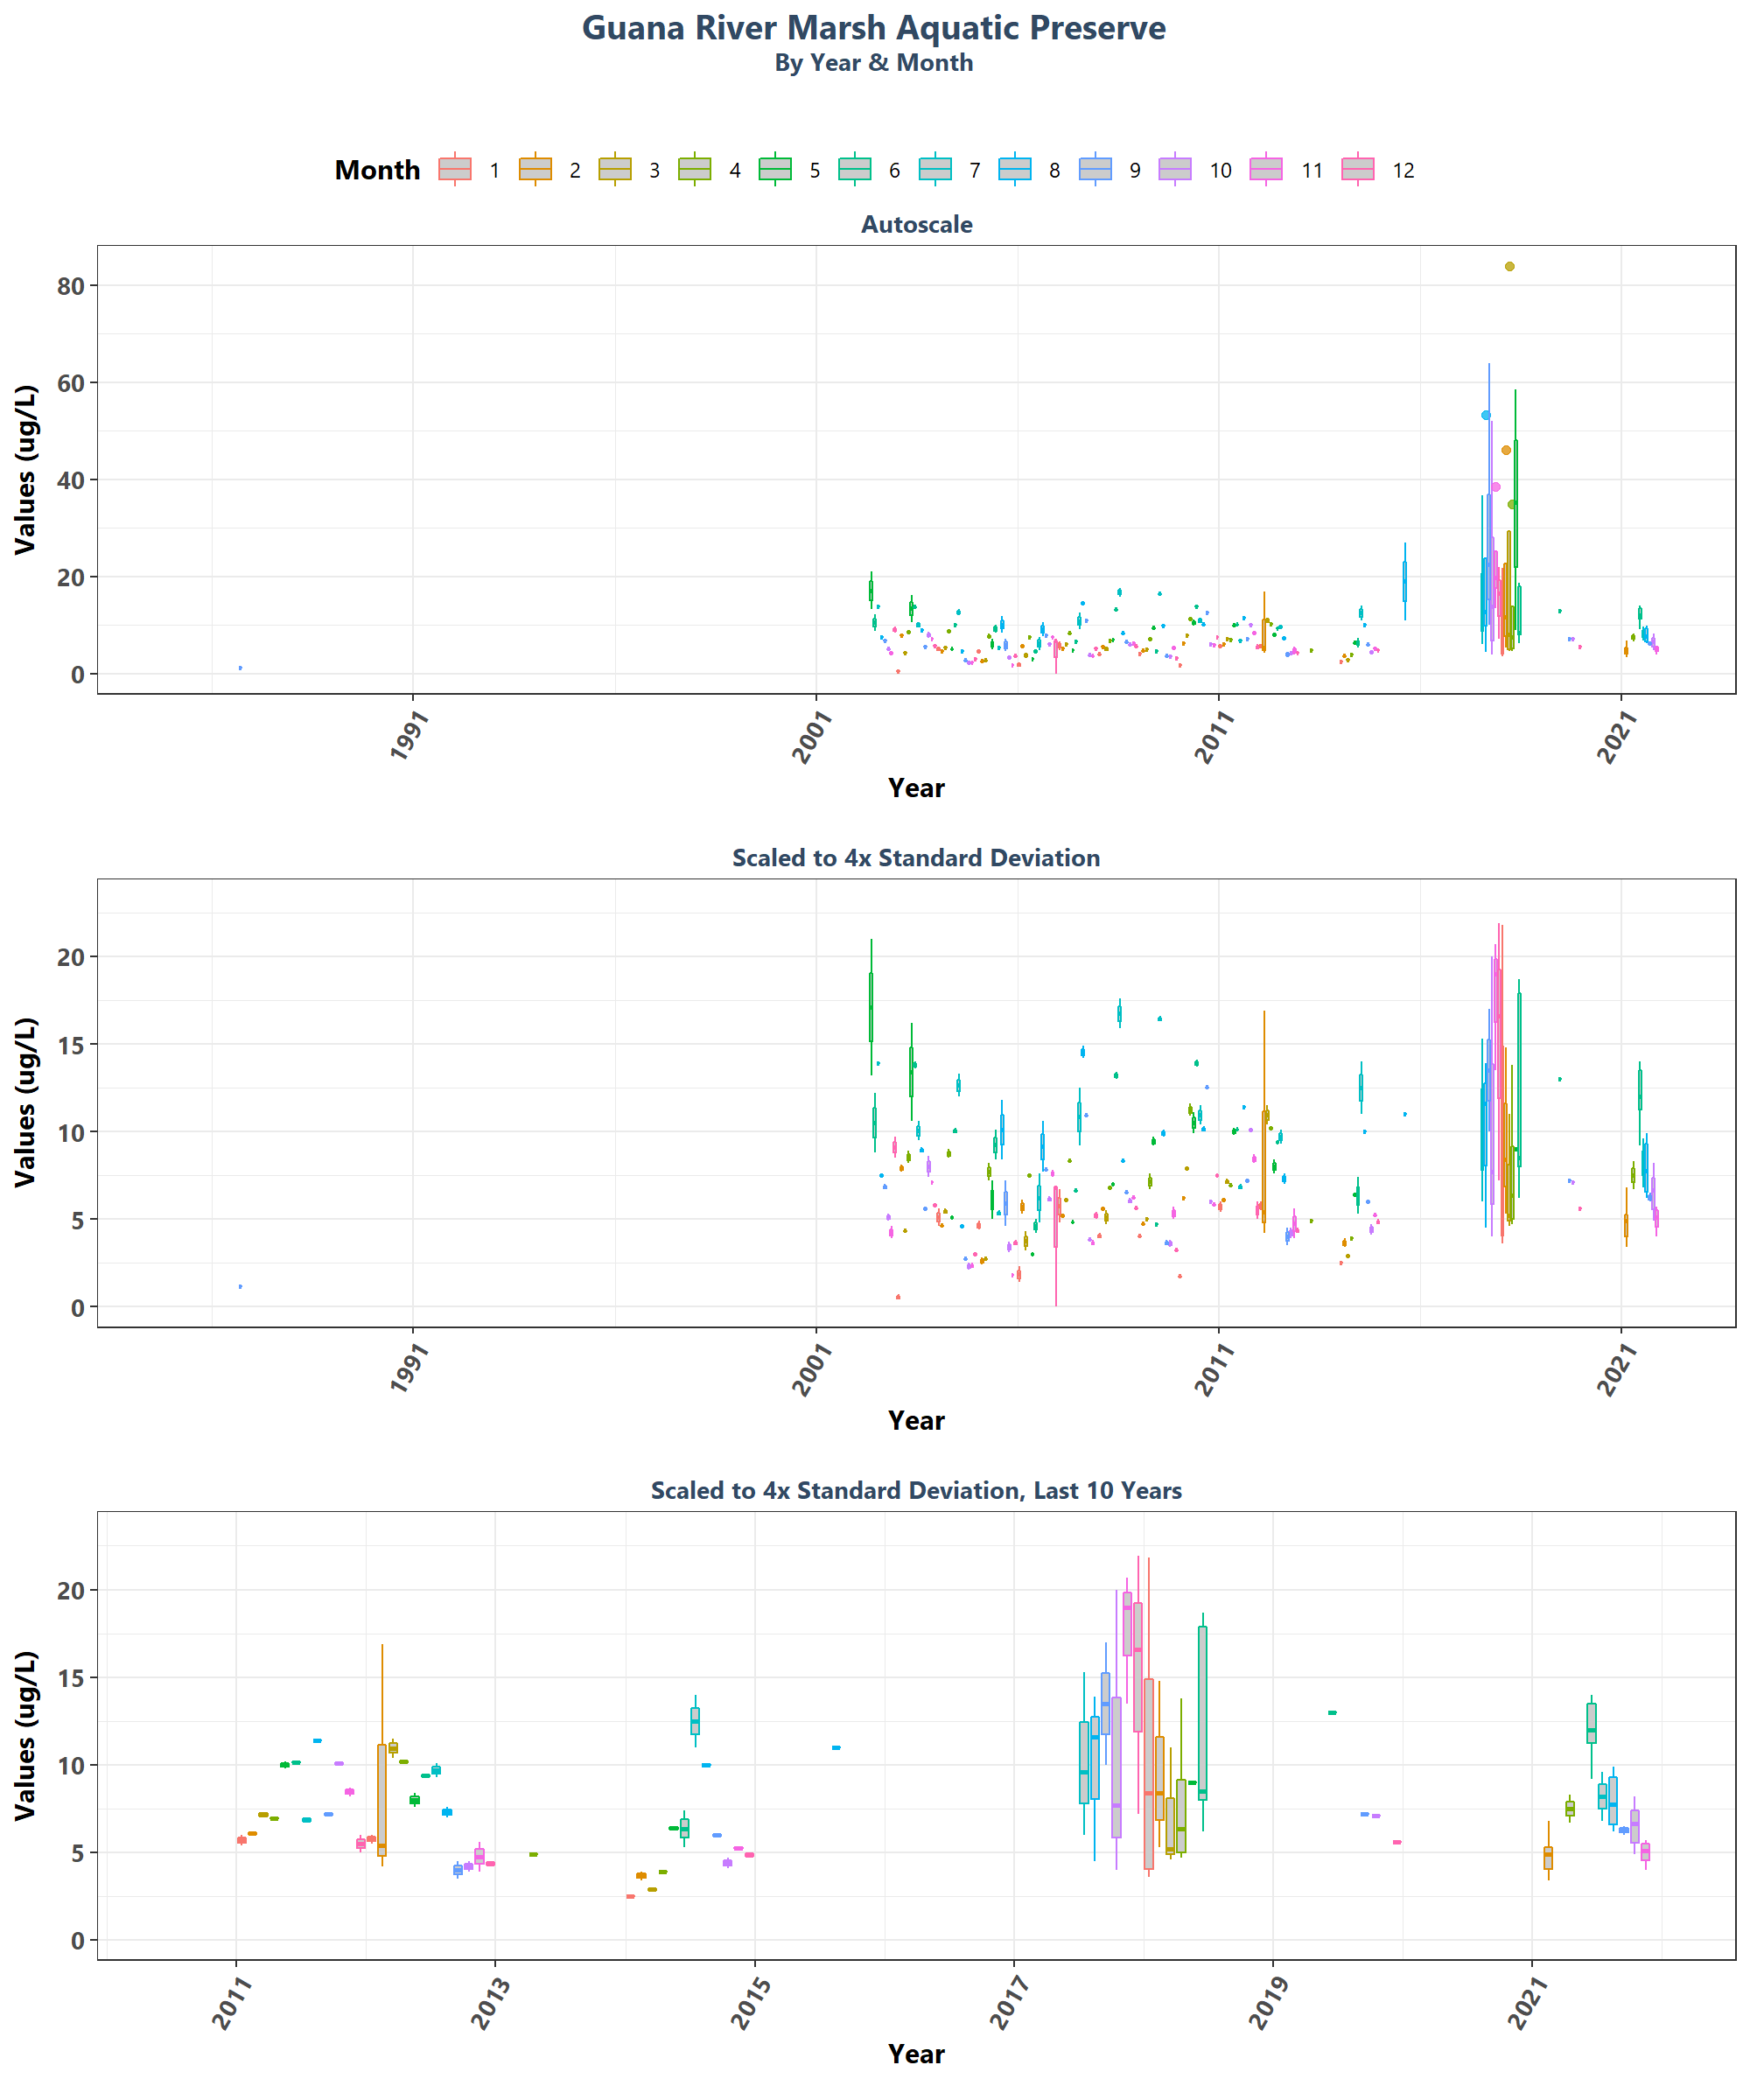 Guana River Marsh Aquatic Preserve
By Year & Month
Month 1 2 3 4 5 6 7 8 9 10 11 12
Autoscale
Values (ug/L)
80
60
40
20
0
1991 2001 2011 2021
Year
Scaled to 4x Standard Deviation
Values (ug/L)
20
15
10
5
0
1991 2001 2011 2021
Year
Scaled to 4x Standard Deviation, Last 10 Years
Values (ug/L)
20
15
10
5
0
2011 2013 2015 2017 2019 2021
Year